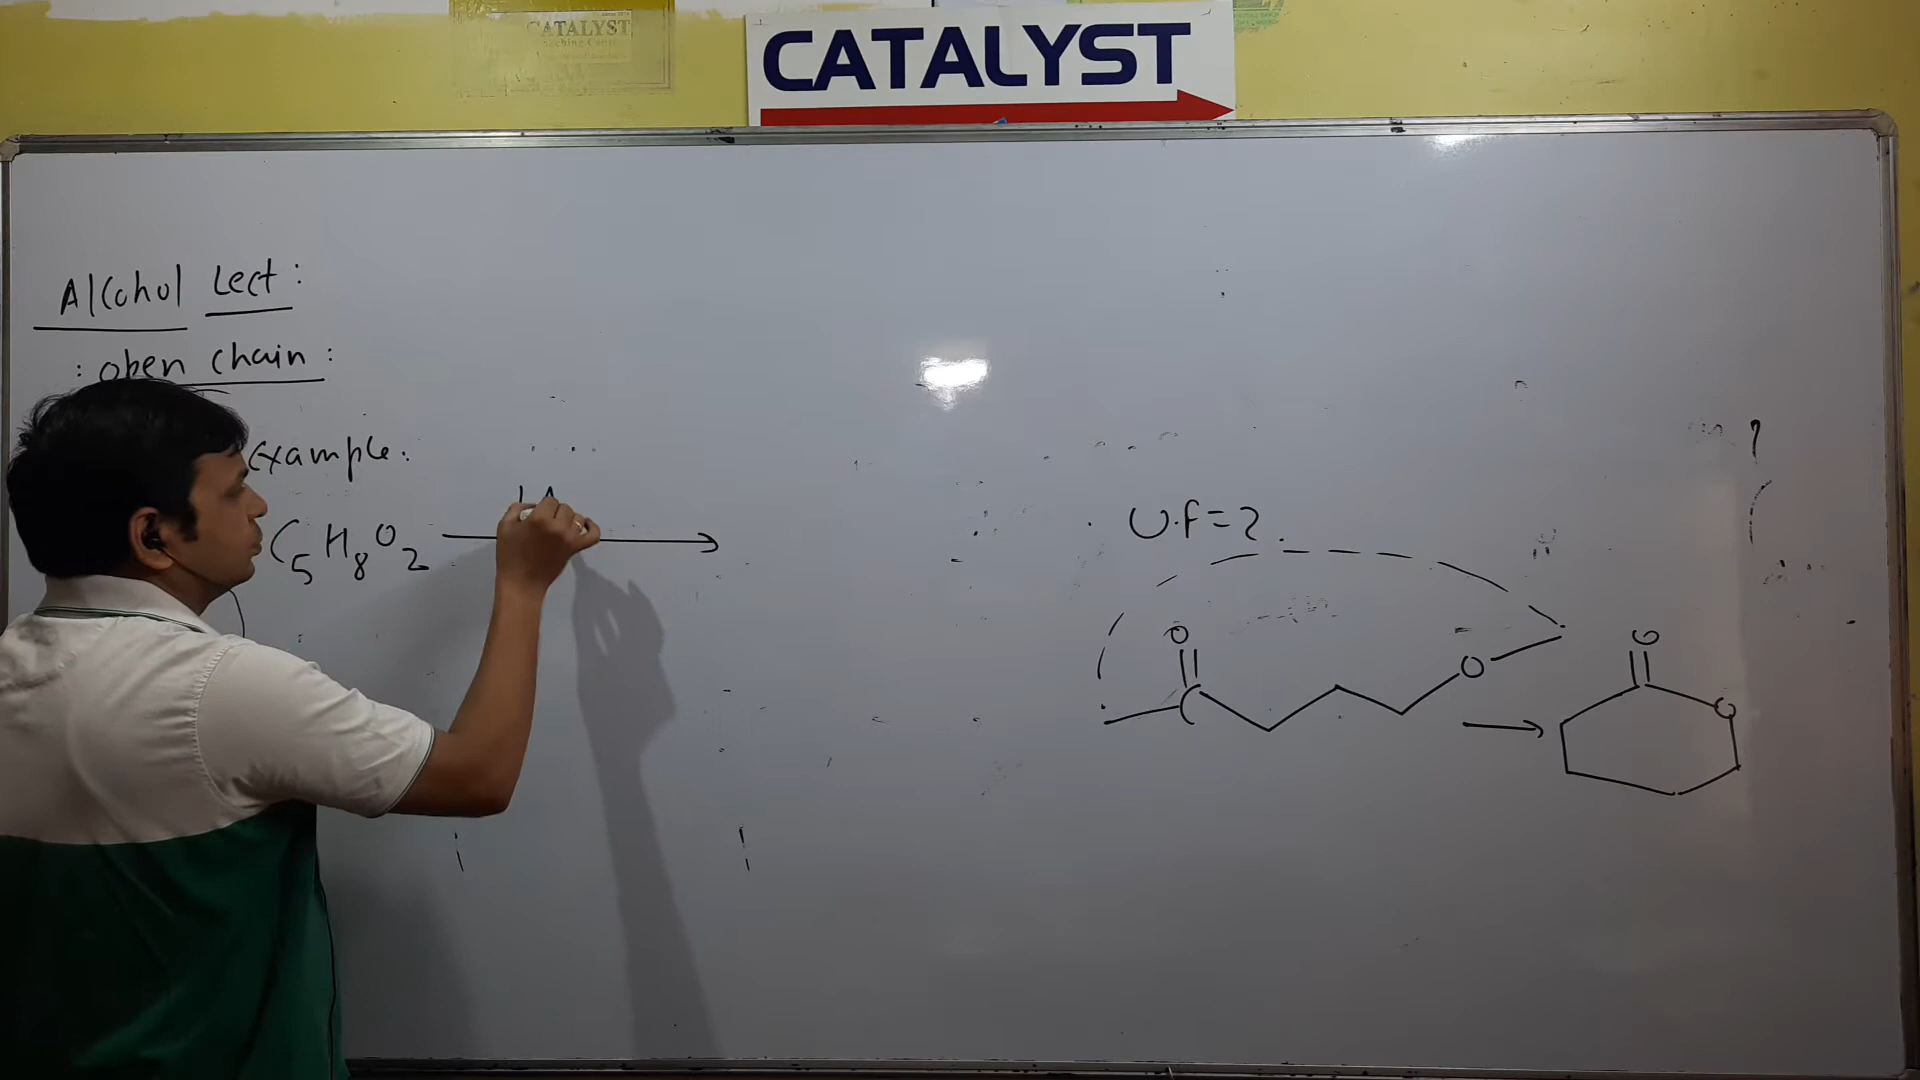 CATALYST
CATALYST
Alcohol Lect:
: open chain :
Example.
C5H8O2
U.F=2.
O
C
O
O
O